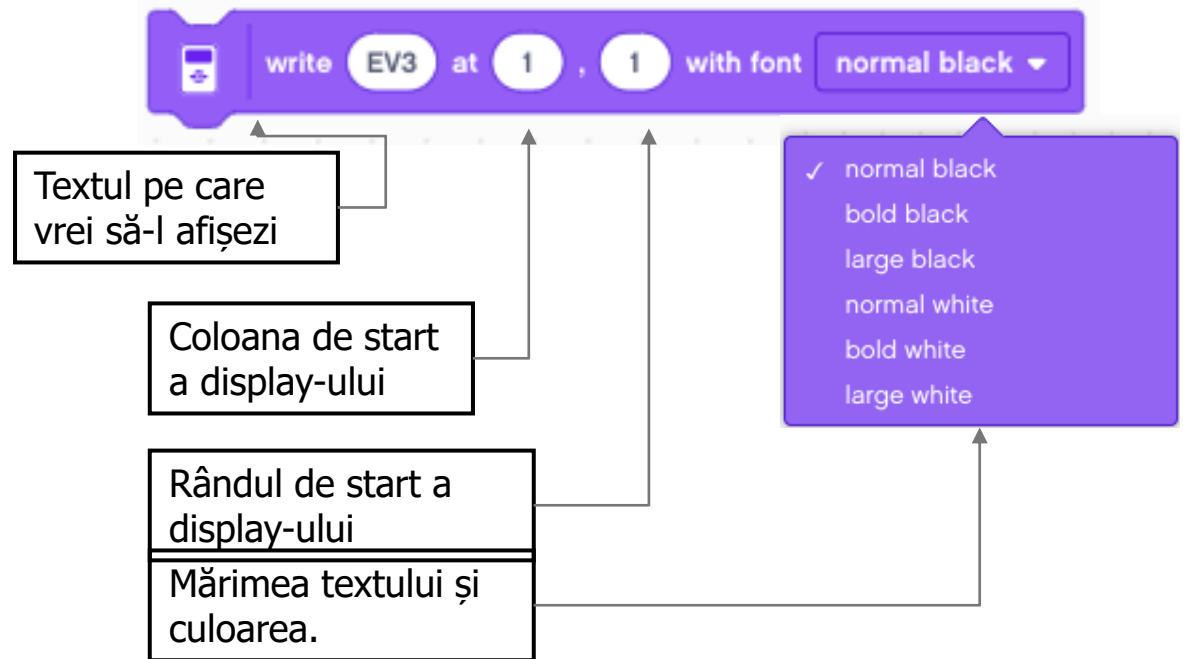 write EV3 at 1 , 1 with font normal black
Textul pe care
vrei să-l afișezi
Coloana de start
a display-ului
Rândul de start a
display-ului
Mărimea textului și
culoarea.
✓ normal black
bold black
large black
normal white
bold white
large white